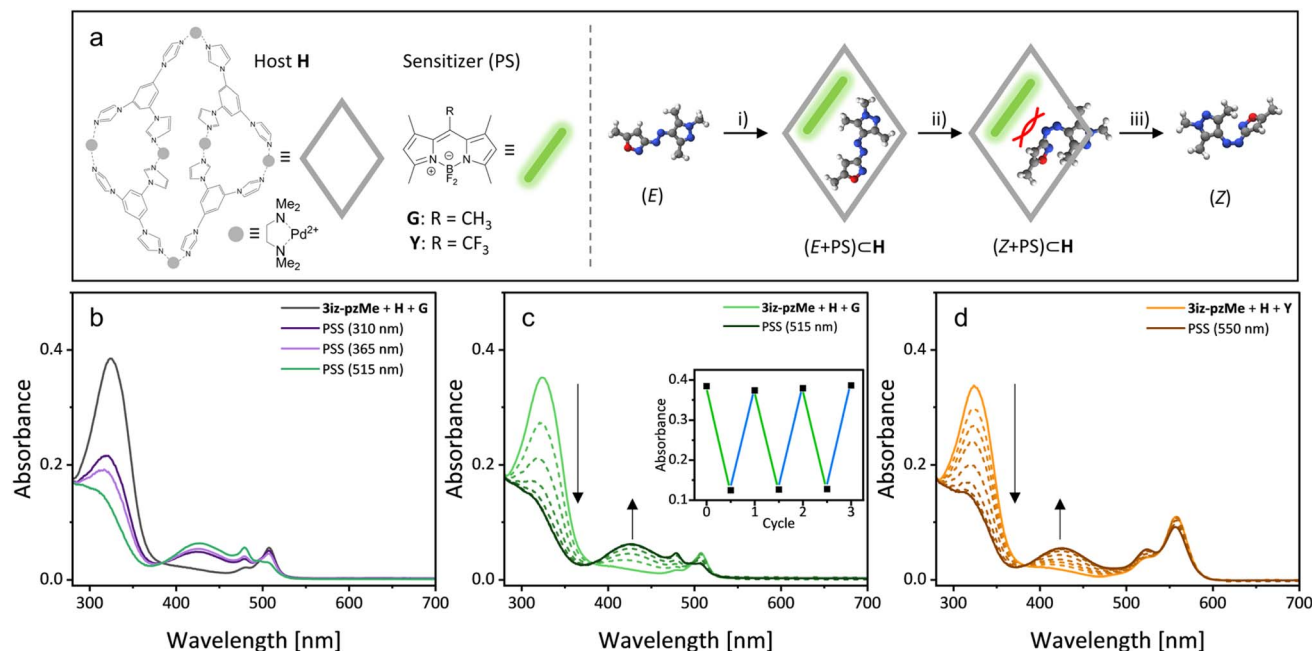 a
Host H
Sensitizer (PS)
≡
Me2
N
Pd2+
N
Me2
≡
R
N
B
N
F2
≡
G: R = CH3
Y: R = CF3
(E)
i)
(E+PS)⊂H
ii)
(Z+PS)⊂H
iii)
(Z)
b
3iz-pzMe + H + G
PSS (310 nm)
PSS (365 nm)
PSS (515 nm)
Absorbance
0.4
0.2
0.0
300 400 500 600 700
Wavelength [nm]
c
3iz-pzMe + H + G
PSS (515 nm)
Absorbance
0.4
0.2
0.0
Absorbance
0.4
0.3
0.2
0.1
0 1 2 3
Cycle
300 400 500 600 700
Wavelength [nm]
d
3iz-pzMe + H + Y
PSS (550 nm)
Absorbance
0.4
0.2
0.0
300 400 500 600 700
Wavelength [nm]